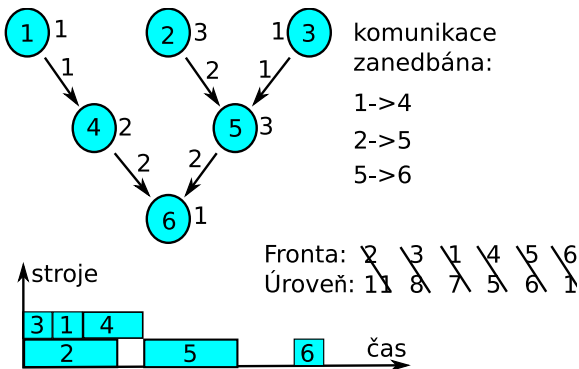 1 1 2 3 1 3
1 2 1
4 2 5 3
2 2
6 1
komunikace
zanedbána:
1->4
2->5
5->6
Fronta: 2 3 1 4 5 6
Úroveň: 11 8 7 5 6 1
stroje
3 1 4
2 5 6
čas